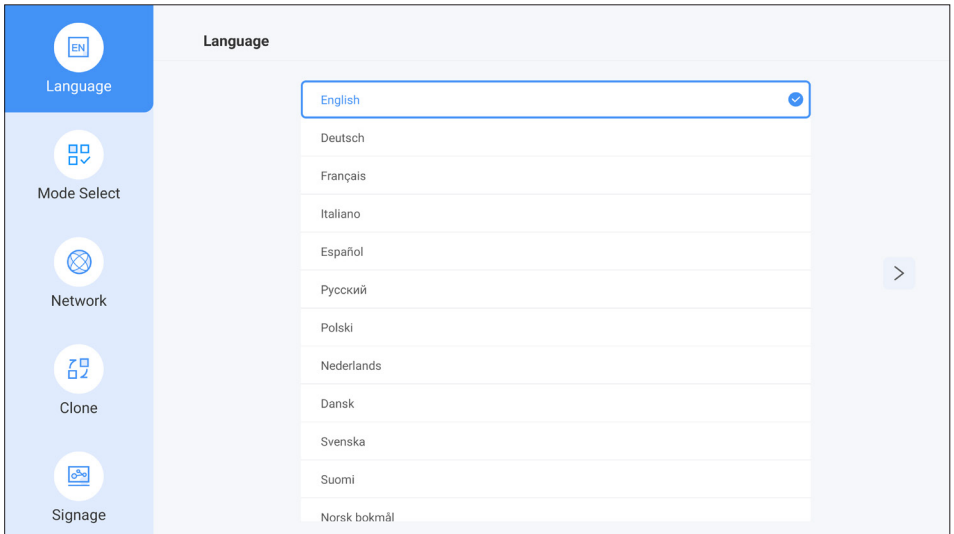 EN
Language
Mode Select
Network
Clone
Signage
Language
English
Deutsch
Français
Italiano
Español
Русский
Polski
Nederlands
Dansk
Svenska
Suomi
Norsk bokmål